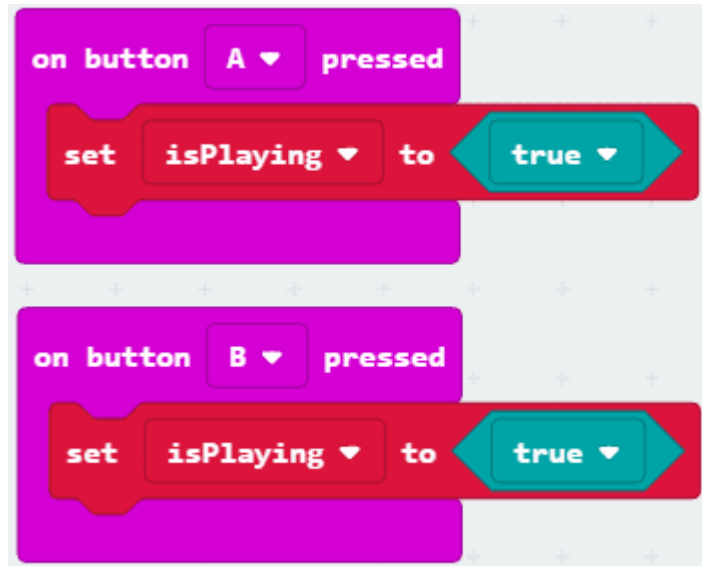 on button A pressed
set isPlaying to true
on button B pressed
set isPlaying to true